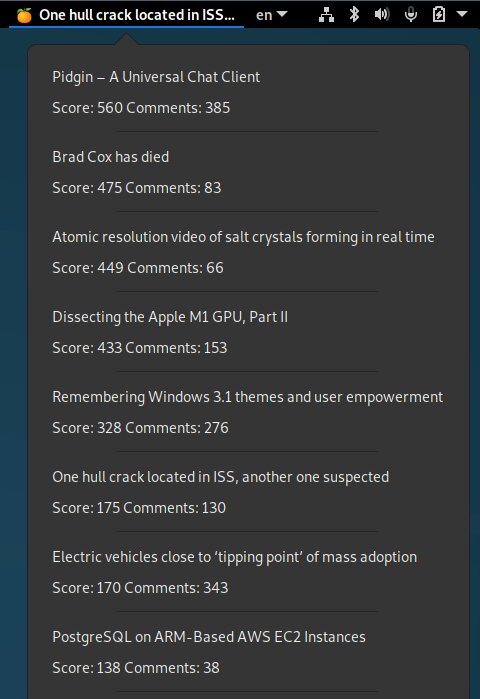 One hull crack located in ISS... en
Pidgin – A Universal Chat Client
Score: 560 Comments: 385
Brad Cox has died
Score: 475 Comments: 83
Atomic resolution video of salt crystals forming in real time
Score: 449 Comments: 66
Dissecting the Apple M1 GPU, Part II
Score: 433 Comments: 153
Remembering Windows 3.1 themes and user empowerment
Score: 328 Comments: 276
One hull crack located in ISS, another one suspected
Score: 175 Comments: 130
Electric vehicles close to ‘tipping point’ of mass adoption
Score: 170 Comments: 343
PostgreSQL on ARM-Based AWS EC2 Instances
Score: 138 Comments: 38